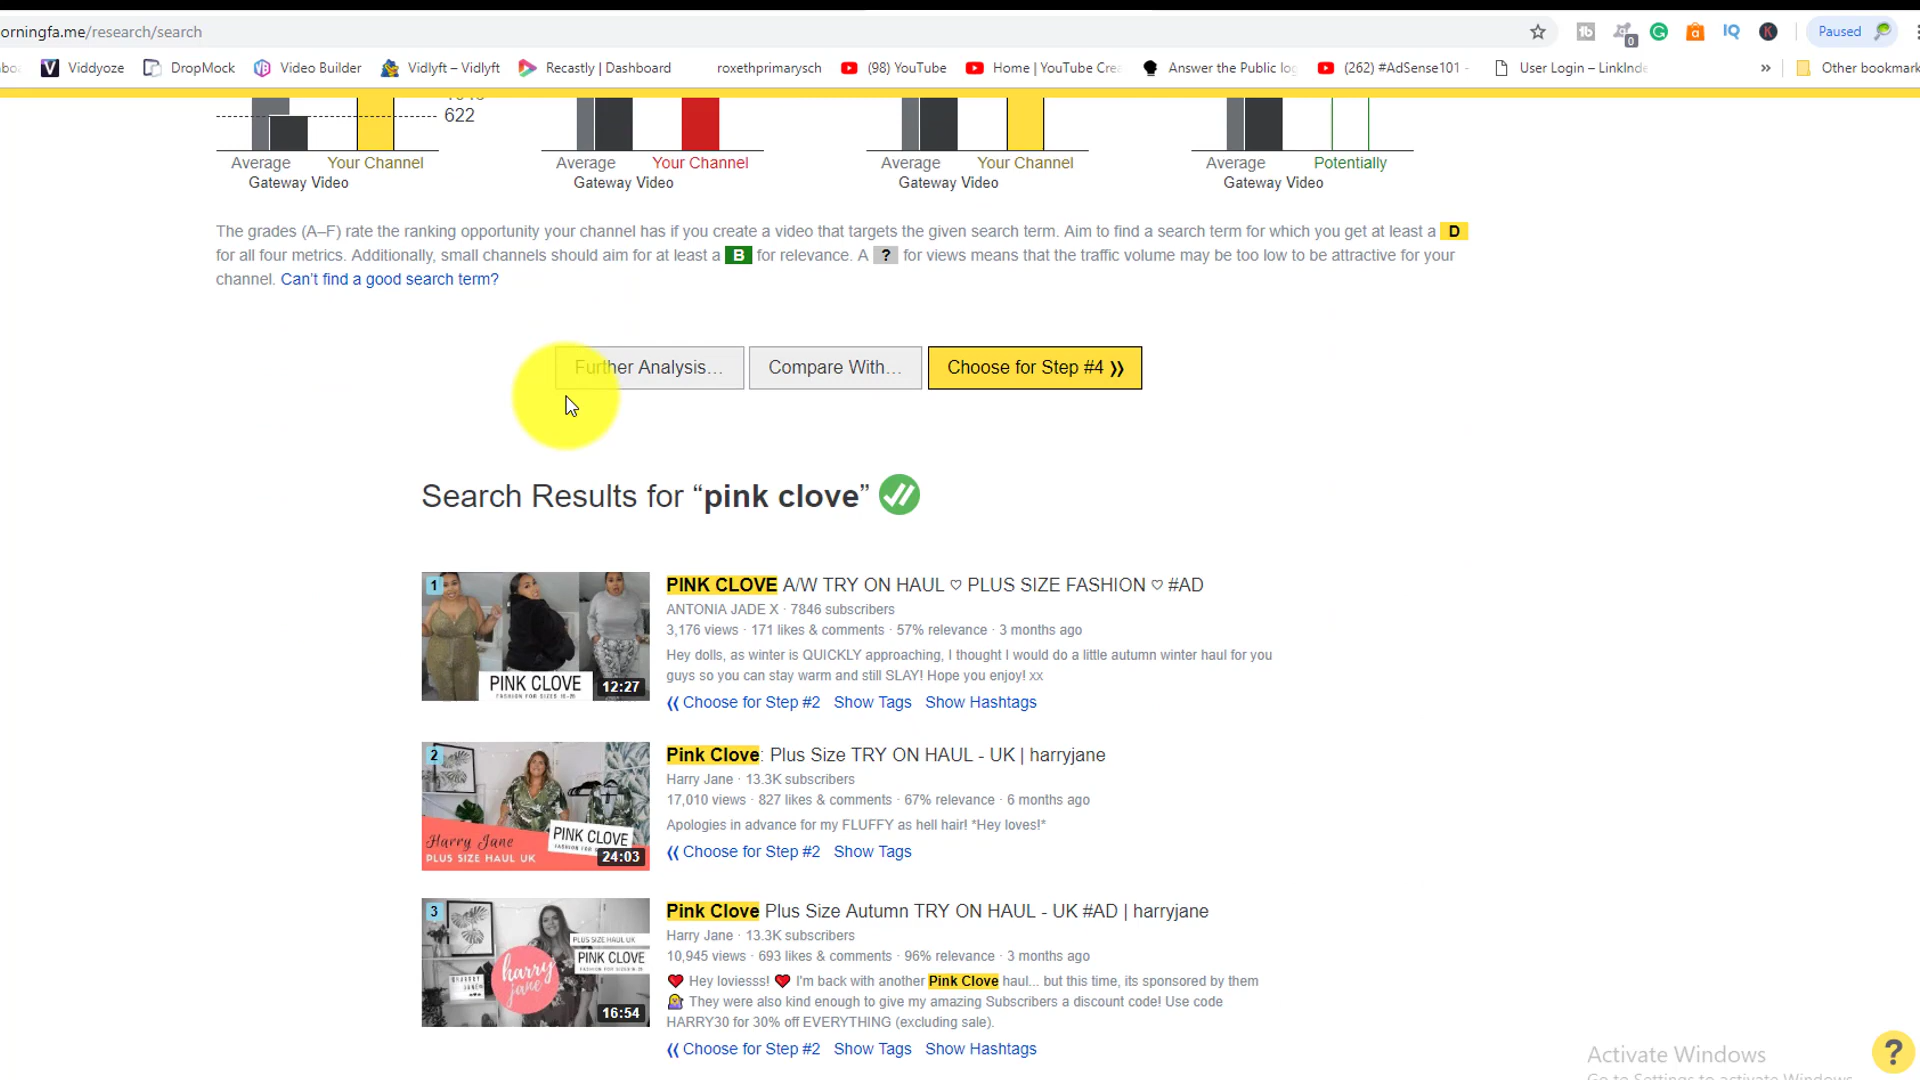 orningfa.me/research/search
0
Paused
Viddyoze
DropMock
Video Builder
Vidlyft – Vidlyft
Recastly | Dashboard
roxethprimarysch
(98) YouTube
Home | YouTube Cre
Answer the Public log
(262) #AdSense101 -
User Login – LinkInde
»
Other bookmark
622
Average Your Channel
Gateway Video
Average Your Channel
Gateway Video
Average Your Channel
Gateway Video
Average Potentially
Gateway Video
The grades (A–F) rate the ranking opportunity your channel has if you create a video that targets the given search term. Aim to find a search term for which you get at least a D
for all four metrics. Additionally, small channels should aim for at least a B for relevance. A ? for views means that the traffic volume may be too low to be attractive for your
channel. Can't find a good search term?
Further Analysis… Compare With… Choose for Step #4 ⟫
Search Results for “pink clove”
1
PINK CLOVE
FASHION FOR SIZES 18-36
12:27
PINK CLOVE A/W TRY ON HAUL ♡ PLUS SIZE FASHION ♡ #AD
ANTONIA JADE X · 7846 subscribers
3,176 views · 171 likes & comments · 57% relevance · 3 months ago
Hey dolls, as winter is QUICKLY approaching, I thought I would do a little autumn winter haul for you
guys so you can stay warm and still SLAY! Hope you enjoy! xx
⟪ Choose for Step #2 Show Tags Show Hashtags
2
Harry Jane
PLUS SIZE HAUL UK
PINK CLOVE
24:03
Pink Clove: Plus Size TRY ON HAUL - UK | harryjane
Harry Jane · 13.3K subscribers
17,010 views · 827 likes & comments · 67% relevance · 6 months ago
Apologies in advance for my FLUFFY as hell hair! *Hey loves!*
⟪ Choose for Step #2 Show Tags
3
harry
jane
PLUS SIZE HAUL UK
PINK CLOVE
16:54
Pink Clove Plus Size Autumn TRY ON HAUL - UK #AD | harryjane
Harry Jane · 13.3K subscribers
10,945 views · 693 likes & comments · 96% relevance · 3 months ago
❤️ Hey loviesss! ❤️ I'm back with another Pink Clove haul... but this time, its sponsored by them
They were also kind enough to give my amazing Subscribers a discount code! Use code
HARRY30 for 30% off EVERYTHING (excluding sale).
⟪ Choose for Step #2 Show Tags Show Hashtags
Activate Windows
Go to Settings to activate Windows.
?